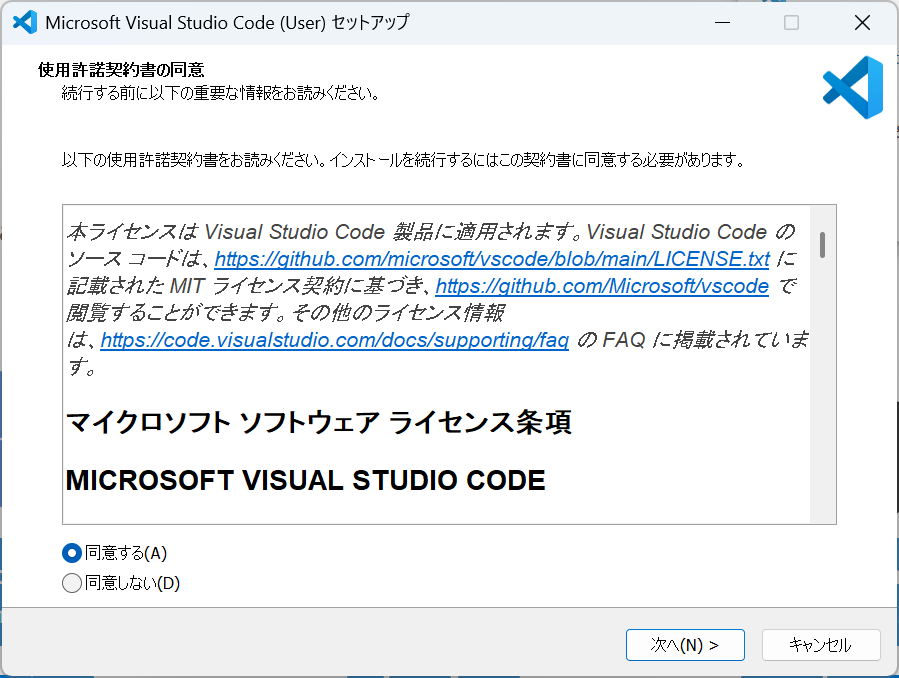 Microsoft Visual Studio Code (User) セットアップ
使用許諾契約書の同意
続行する前に以下の重要な情報をお読みください。
以下の使用許諾契約書をお読みください。インストールを続行するにはこの契約書に同意する必要があります。
本ライセンスは Visual Studio Code 製品に適用されます。Visual Studio Code の
ソース コードは、https://github.com/microsoft/vscode/blob/main/LICENSE.txt に
記載された MIT ライセンス契約に基づき、https://github.com/Microsoft/vscode で
閲覧することができます。その他のライセンス情報
は、https://code.visualstudio.com/docs/supporting/faq の FAQ に掲載されていま
す。
マイクロソフト ソフトウェア ライセンス条項
MICROSOFT VISUAL STUDIO CODE
同意する(A)
同意しない(D)
次へ(N) >
キャンセル